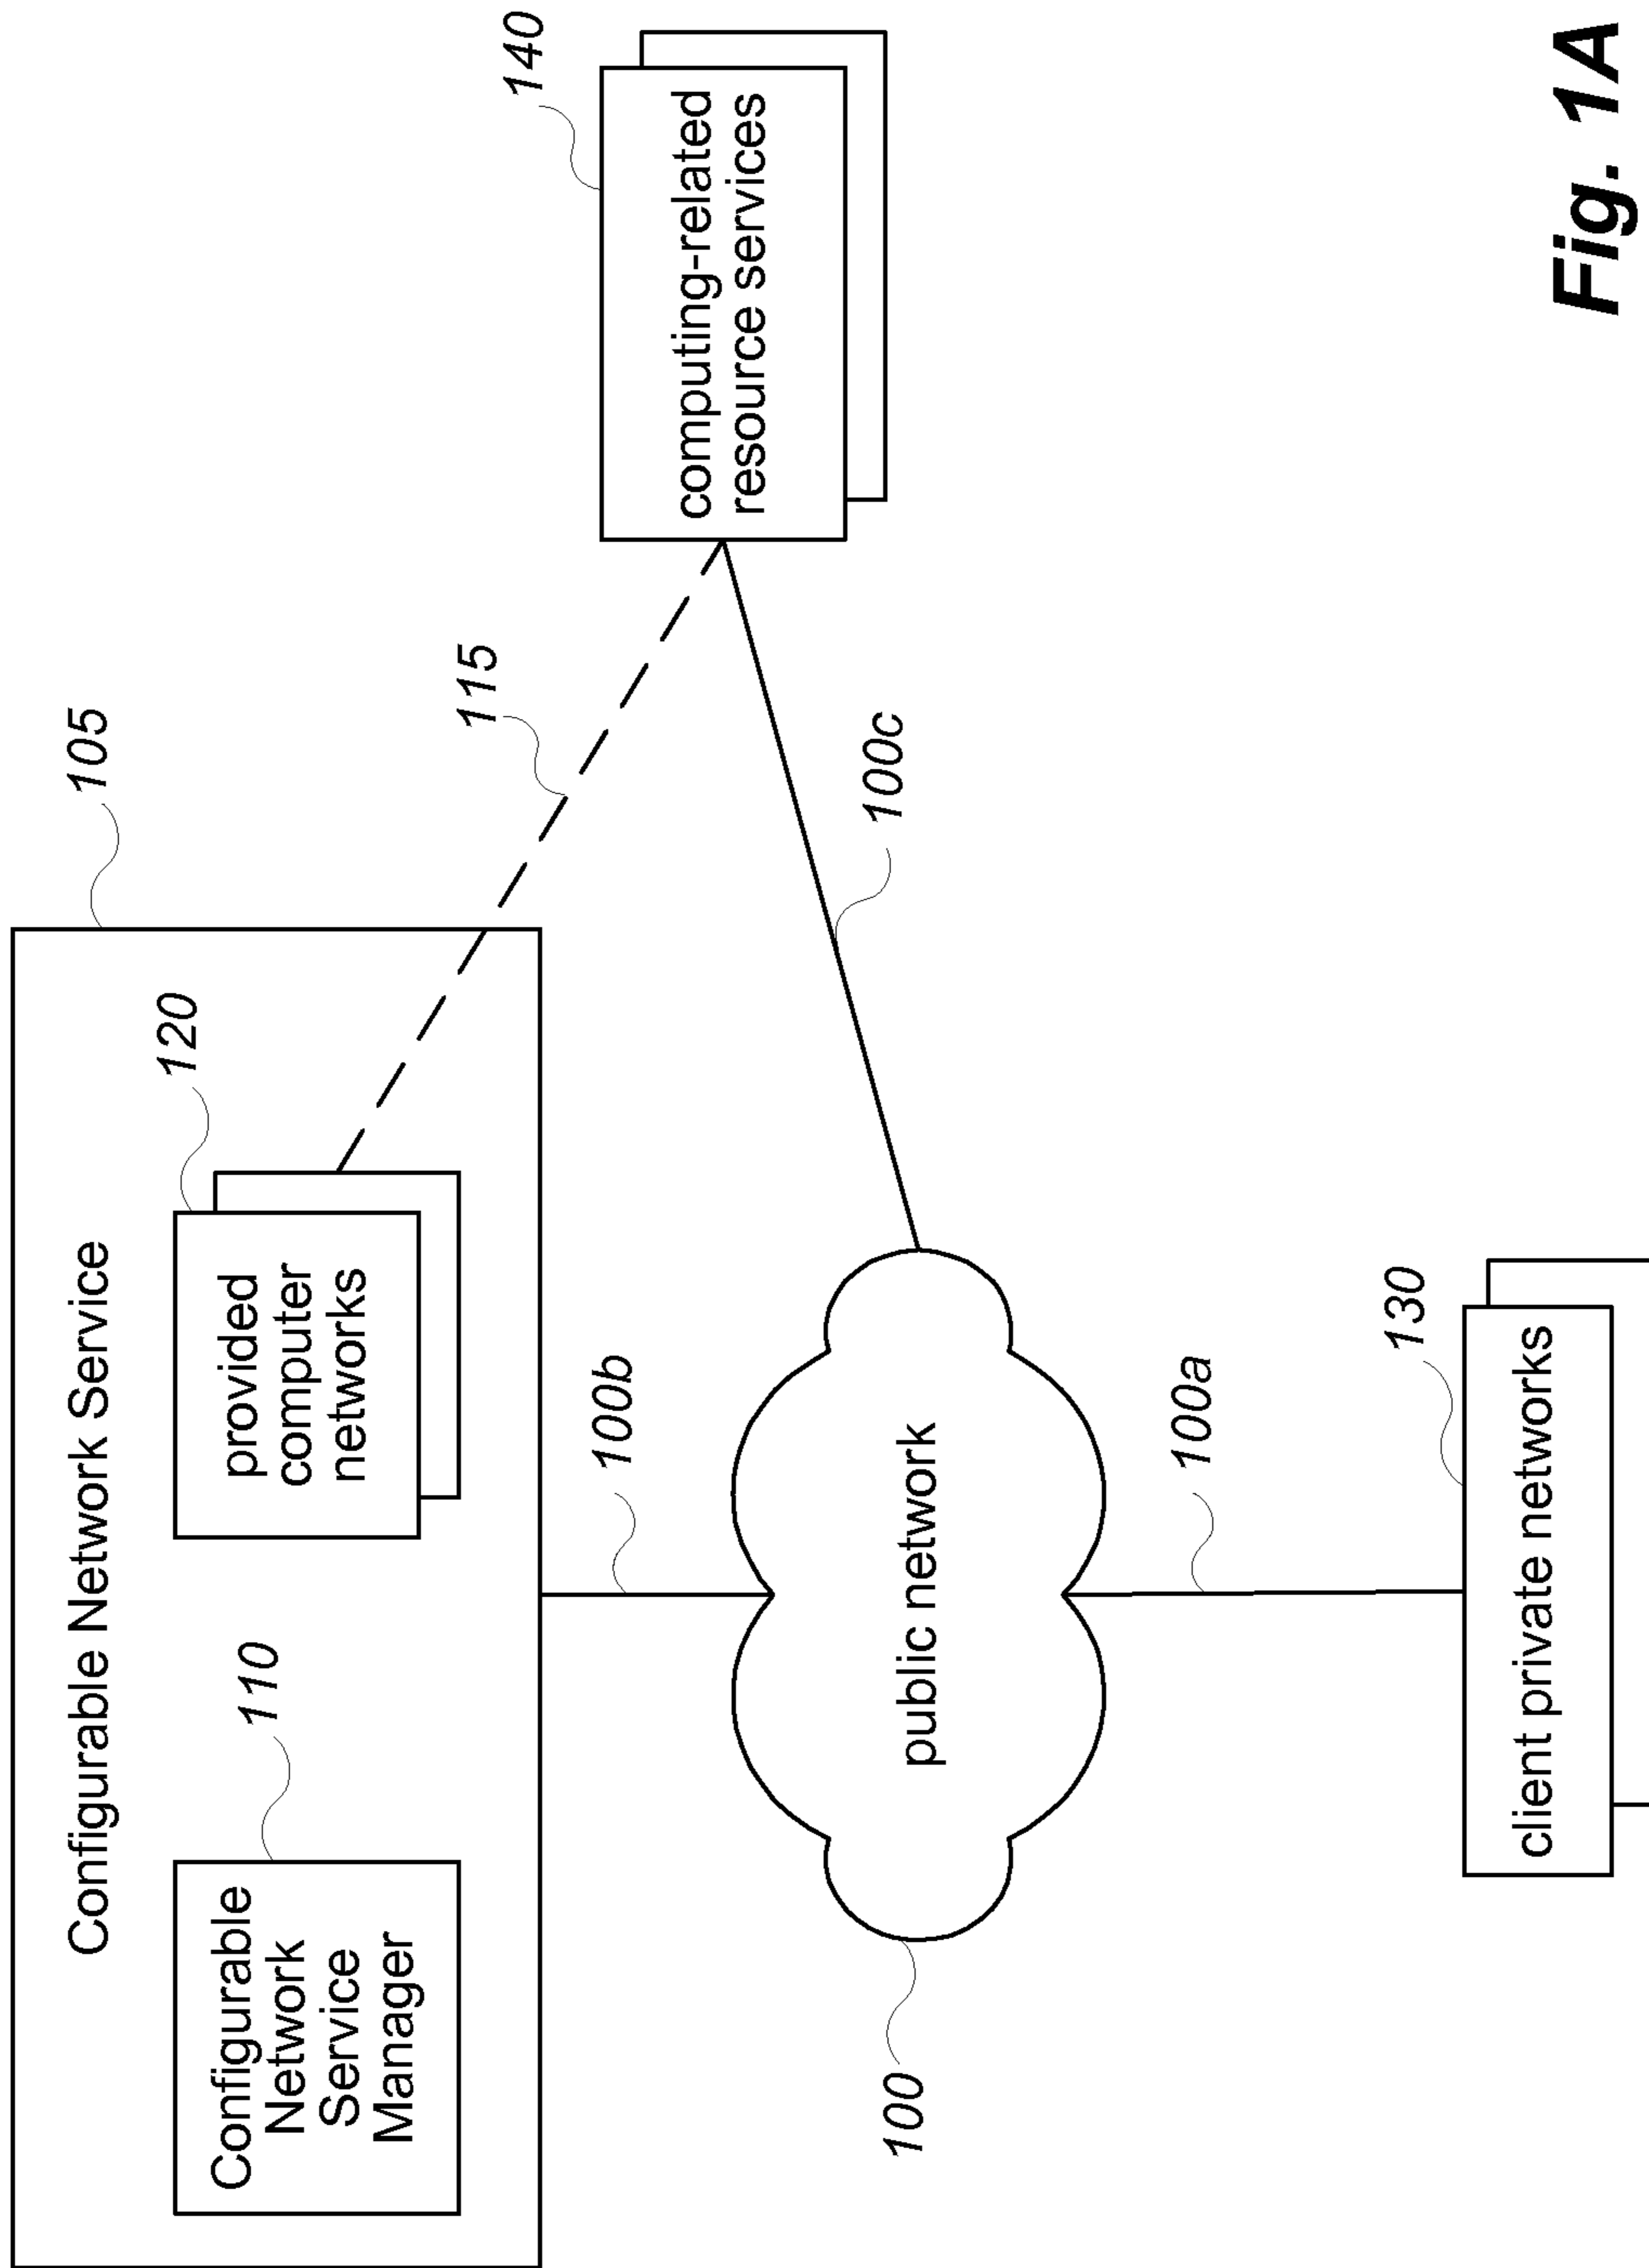 Configurable Network Service
105
Configurable
Network
Service
Manager
110
provided
computer
networks
120
115
140
computing-related
resource services
100b
public network
100
100c
100a
130
client private networks
Fig. 1A